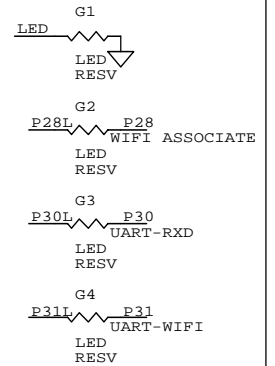 G1
LED
LED
RESV
G2
P28L P28
WIFI ASSOCIATE
LED
RESV
G3
P30L P30
UART-RXD
LED
RESV
G4
P31L P31
UART-WIFI
LED
RESV